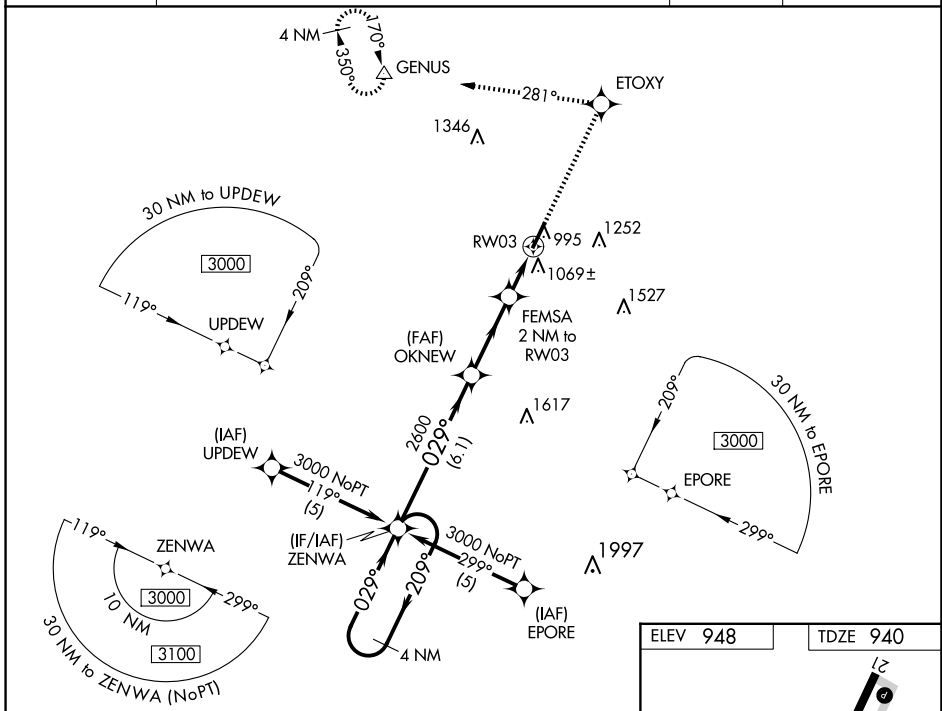 4 NM
170°
350°
GENUS
281°
ETOXY
1346
30 NM to UPDEW
3000
119°
209°
UPDEW
RW03
995
1252
1069±
1527
FEMSA
2 NM to
RW03
(FAF)
OKNEW
1617
2600
029°
(6.1)
30 NM to EPORE
209°
3000
EPORE
299°
(IAF)
UPDEW
3000 NoPT
119°
(5)
(IF/IAF)
ZENWA
3000 NoPT
299°
(5)
(IAF)
EPORE
1997
029°
209°
4 NM
119°
ZENWA
299°
3000
10 NM
3100
30 NM to ZENWA (NoPT)
ELEV 948
TDZE 940
21
P